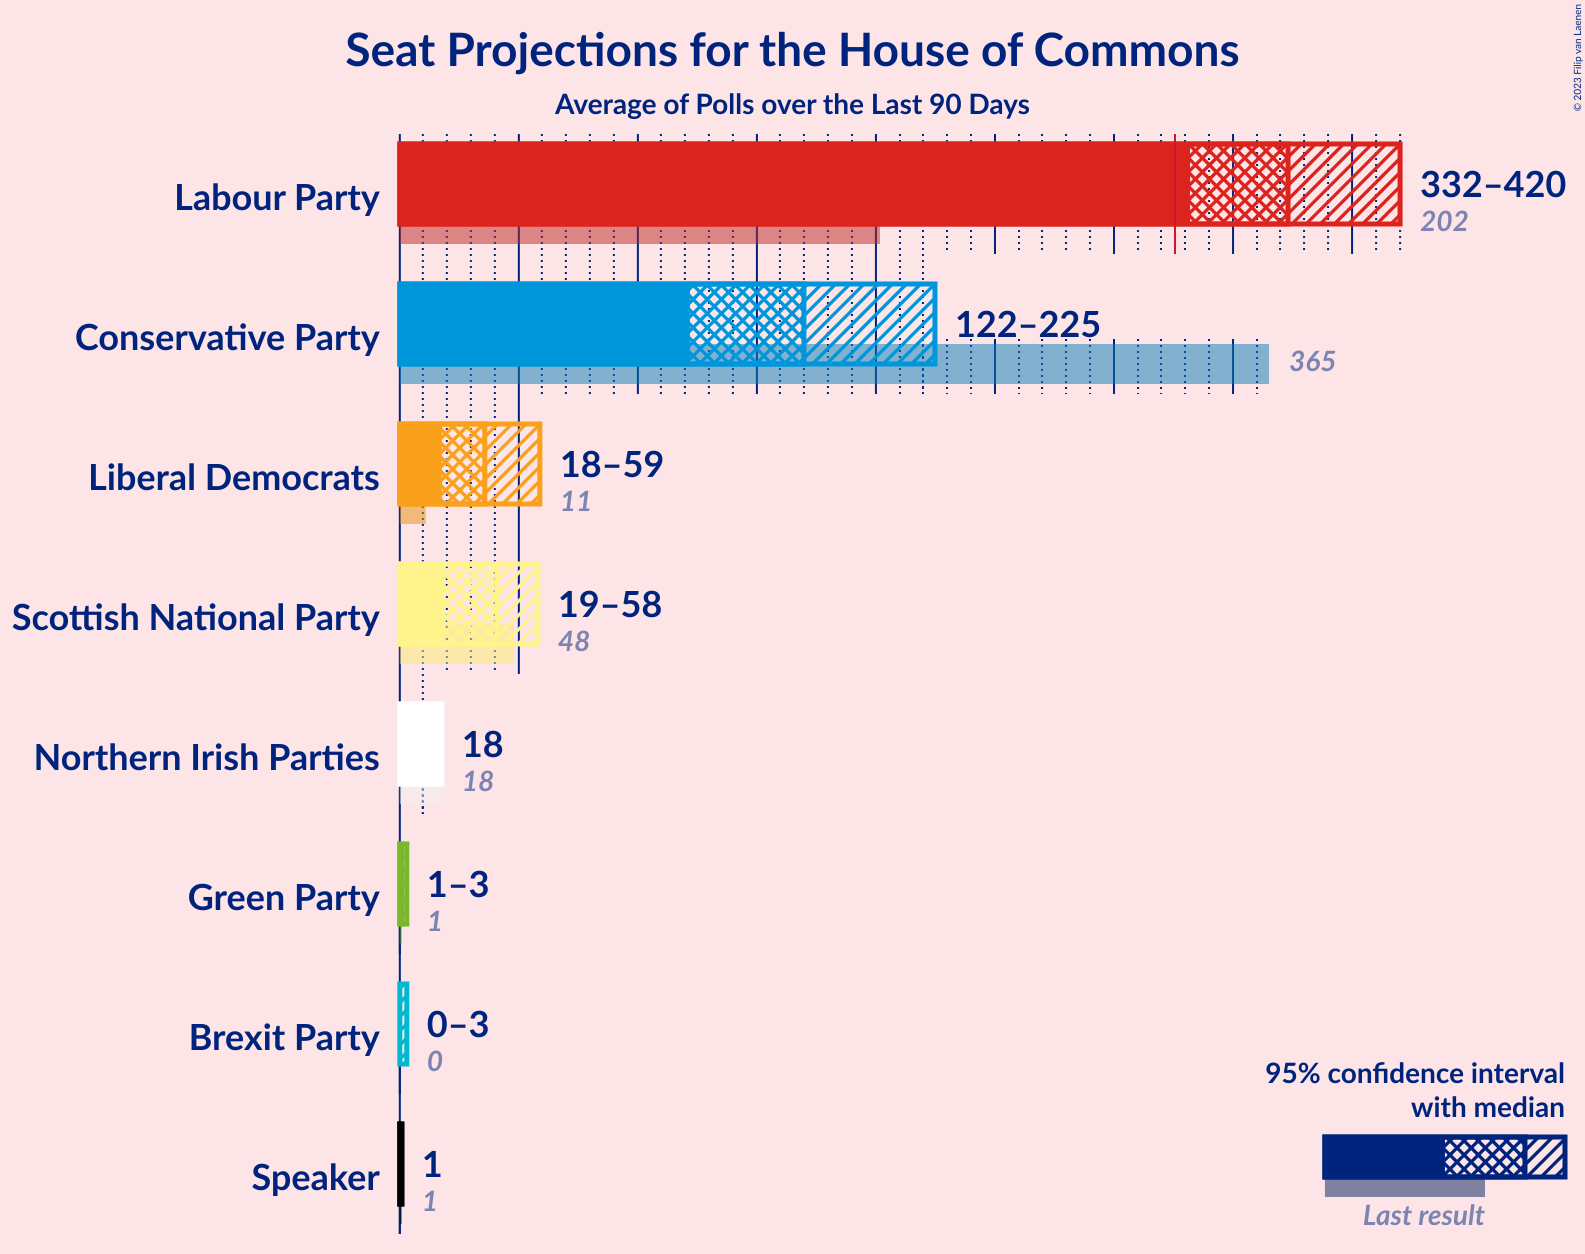 Seat Projections for the House of Commons
Average of Polls over the Last 90 Days
© 2023 Filip van Laenen
Labour Party
332–420
202
Conservative Party
122–225
365
Liberal Democrats
18–59
11
Scottish National Party
19–58
48
Northern Irish Parties
18
18
Green Party
1–3
1
Brexit Party
0–3
0
Speaker
1
1
95% confidence interval
with median
Last result